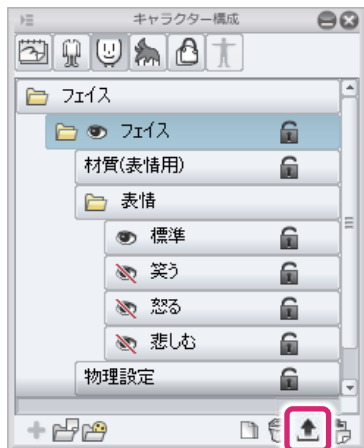 キャラクター構成
フェイス
フェイス
材質(表情用)
表情
標準
笑う
怒る
悲しむ
物理設定